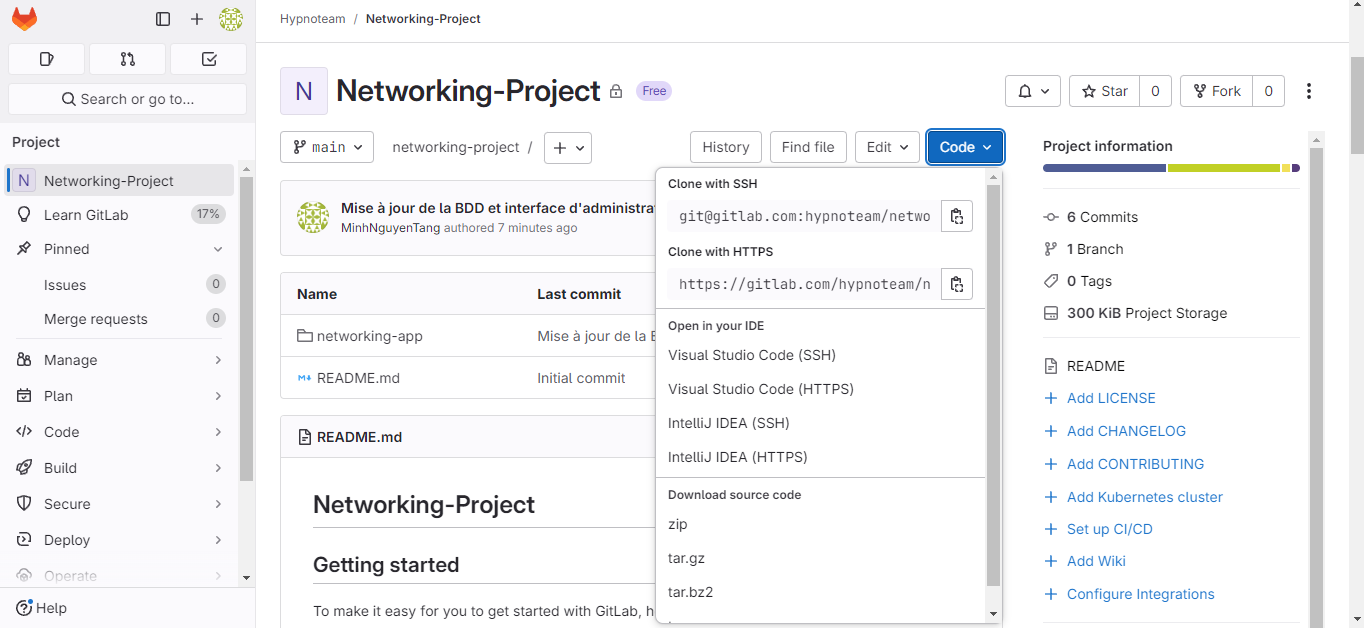 Hypnoteam / Networking-Project
Search or go to...
Project
N Networking-Project
Learn GitLab 17%
Pinned
Issues 0
Merge requests 0
Manage
Plan
Code
Build
Secure
Deploy
Operate
Help
N
Networking-Project Free
Star 0
Fork 0
main
networking-project /
History
Find file
Edit
Code
Mise à jour de la BDD et interface d'administra
MinhNguyenTang authored 7 minutes ago
Name Last commit
networking-app Mise à jour de la
README.md Initial commit
README.md
Networking-Project
Getting started
To make it easy for you to get started with GitLab,
Clone with SSH
git@gitlab.com:hypnoteam/netwo
Clone with HTTPS
https://gitlab.com/hypnoteam/n
Open in your IDE
Visual Studio Code (SSH)
Visual Studio Code (HTTPS)
IntelliJ IDEA (SSH)
IntelliJ IDEA (HTTPS)
Download source code
zip
tar.gz
tar.bz2
Project information
6 Commits
1 Branch
0 Tags
300 KiB Project Storage
README
+ Add LICENSE
+ Add CHANGELOG
+ Add CONTRIBUTING
+ Add Kubernetes cluster
+ Set up CI/CD
+ Add Wiki
+ Configure Integrations